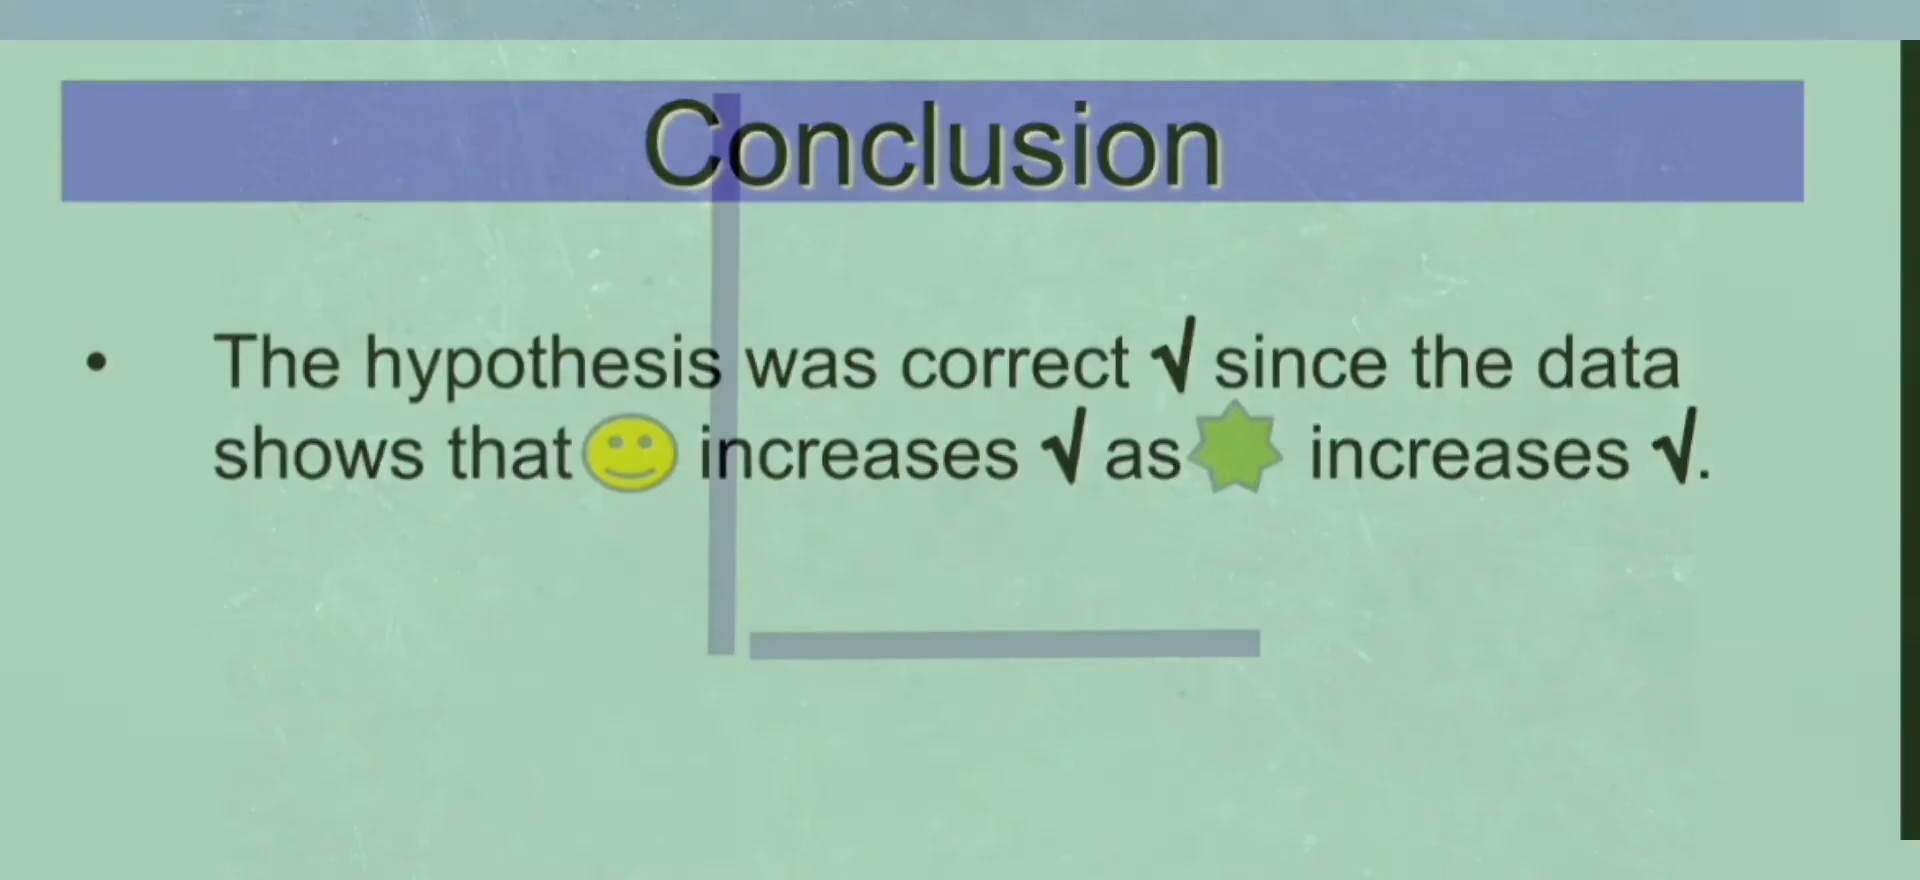 Conclusion
• The hypothesis was correct √ since the data
shows that increases √ as increases √.